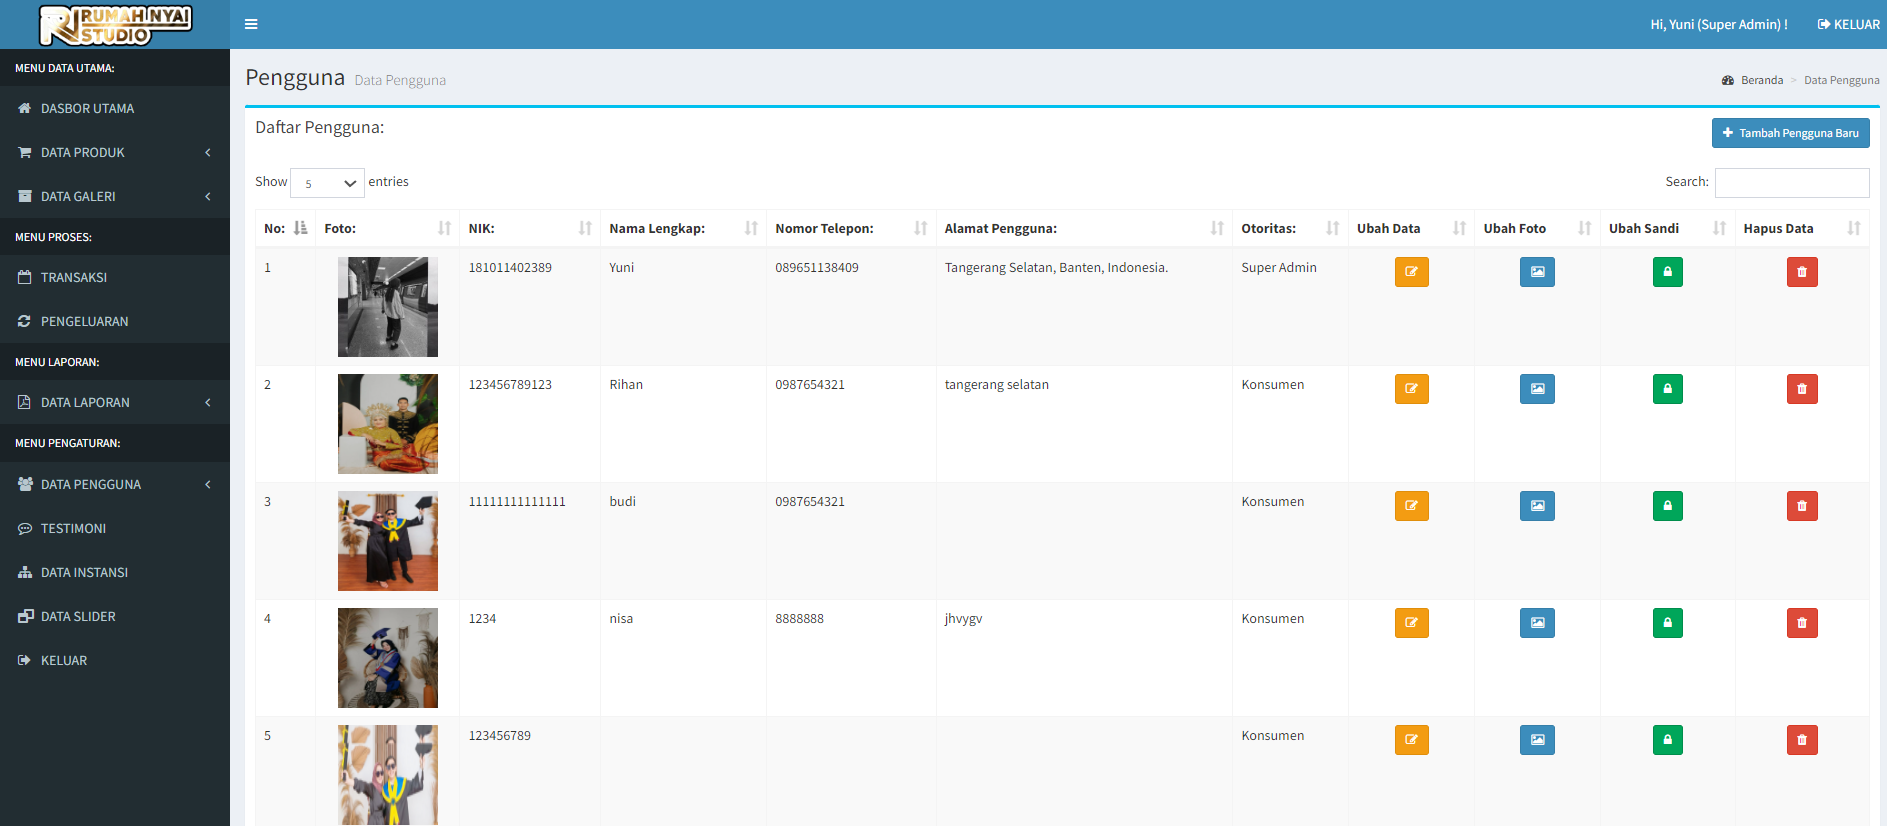 RUMAH NYAI
STUDIO
Hi, Yuni (Super Admin) !
KELUAR
MENU DATA UTAMA:
DASBOR UTAMA
DATA PRODUK
DATA GALERI
MENU PROSES:
TRANSAKSI
PENGELUARAN
MENU LAPORAN:
DATA LAPORAN
MENU PENGATURAN:
DATA PENGGUNA
TESTIMONI
DATA INSTANSI
DATA SLIDER
KELUAR
Pengguna Data Pengguna
Beranda > Data Pengguna
Daftar Pengguna:
Tambah Pengguna Baru
Show 5 entries
Search:
No: Foto: NIK: Nama Lengkap: Nomor Telepon: Alamat Pengguna: Otoritas: Ubah Data Ubah Foto Ubah Sandi Hapus Data
1 181011402389 Yuni 089651138409 Tangerang Selatan, Banten, Indonesia. Super Admin
2 123456789123 Rihan 0987654321 tangerang selatan Konsumen
3 11111111111111 budi 0987654321 Konsumen
4 1234 nisa 8888888 jhvygv Konsumen
5 123456789 Konsumen